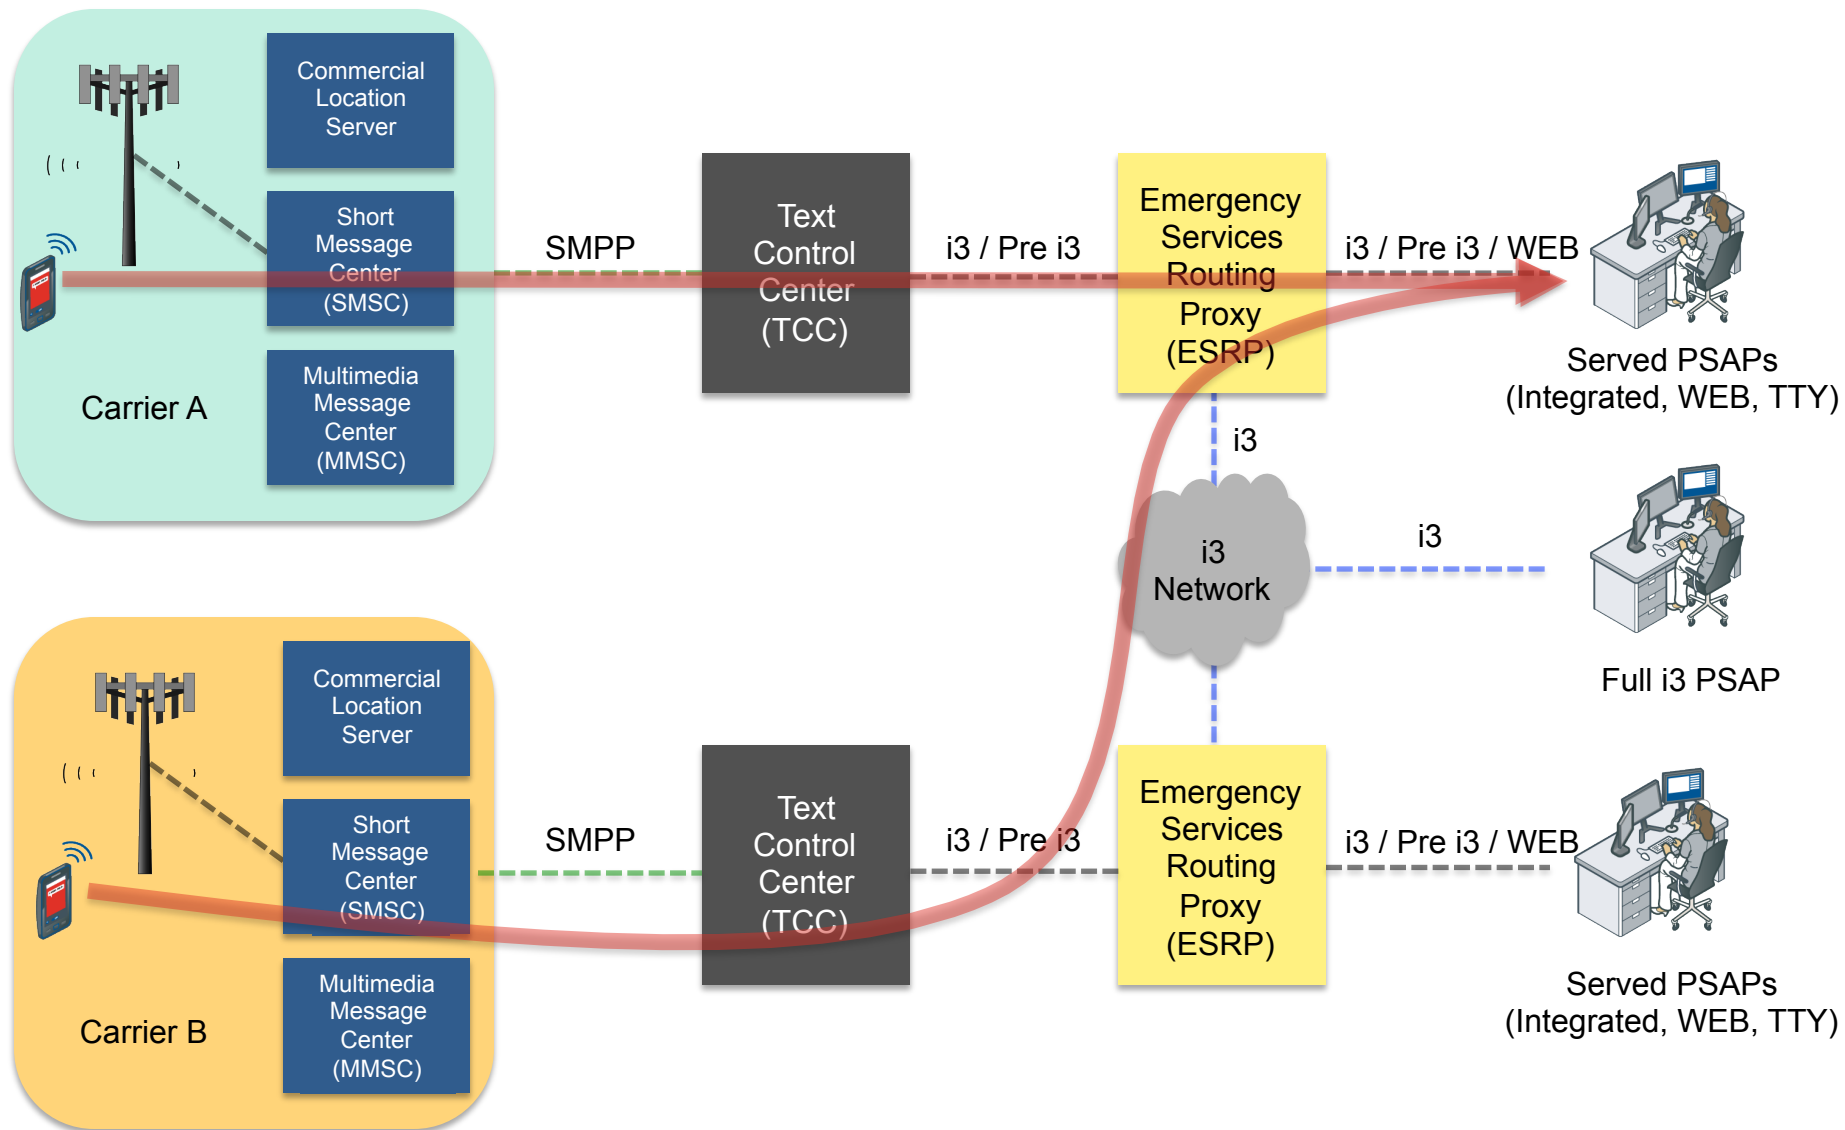 Commercial
Location
Server
Short
Message
Center
(SMSC)
Multimedia
Message
Center
(MMSC)
Carrier A
SMPP
Text
Control
Center
(TCC)
i3 / Pre i3
Emergency
Services
Routing
Proxy
(ESRP)
i3 / Pre i3 / WEB
Served PSAPs
(Integrated, WEB, TTY)
i3
i3
Network
i3
Full i3 PSAP
Commercial
Location
Server
Short
Message
Center
(SMSC)
Multimedia
Message
Center
(MMSC)
Carrier B
SMPP
Text
Control
Center
(TCC)
i3 / Pre i3
Emergency
Services
Routing
Proxy
(ESRP)
i3 / Pre i3 / WEB
Served PSAPs
(Integrated, WEB, TTY)